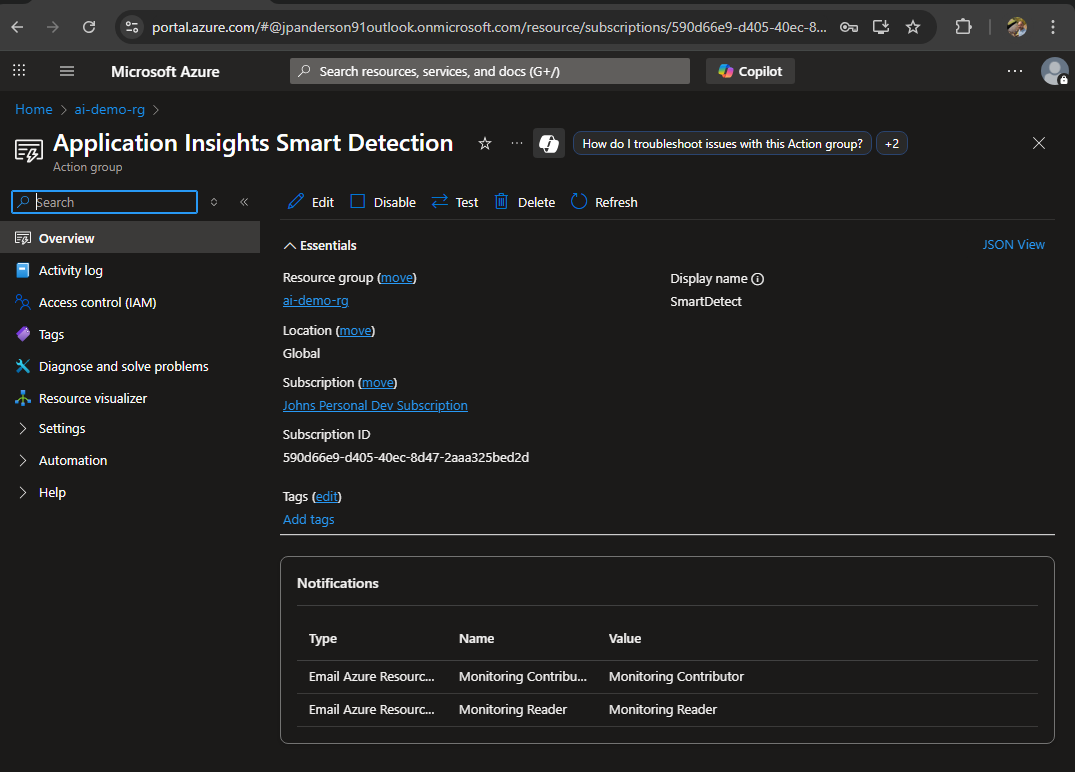 portal.azure.com/#@jpanderson91outlook.onmicrosoft.com/resource/subscriptions/590d66e9-d405-40ec-8...
Microsoft Azure
Search resources, services, and docs (G+/)
Copilot
...
Home > ai-demo-rg >
Application Insights Smart Detection
...
How do I troubleshoot issues with this Action group?
+2
Action group
Search
Edit
Disable
Test
Delete
Refresh
Overview
Activity log
Access control (IAM)
Tags
Diagnose and solve problems
Resource visualizer
Settings
Automation
Help
Essentials
JSON View
Resource group (move)
ai-demo-rg
Location (move)
Global
Subscription (move)
Johns Personal Dev Subscription
Subscription ID
590d66e9-d405-40ec-8d47-2aaa325bed2d
Tags (edit)
Add tags
Display name
SmartDetect
Notifications
Type Name Value
Email Azure Resourc... Monitoring Contribu... Monitoring Contributor
Email Azure Resourc... Monitoring Reader Monitoring Reader